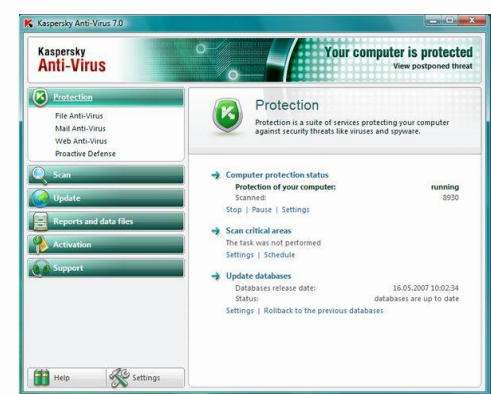 Kaspersky Anti-Virus 7.0
Kaspersky
Anti-Virus
Your computer is protected
View postponed threat
Protection
File Anti-Virus
Mail Anti-Virus
Web Anti-Virus
Proactive Defense
Scan
Update
Reports and data files
Activation
Support
Help
Settings
Protection
Protection is a suite of services protecting your computer
against security threats like viruses and spyware.
Computer protection status
Protection of your computer: running
Scanned: 8930
Stop | Pause | Settings
Scan critical areas
The task was not performed
Settings | Schedule
Update databases
Databases release date: 16.05.2007 10:02:34
Status: databases are up to date
Settings | Rollback to the previous databases